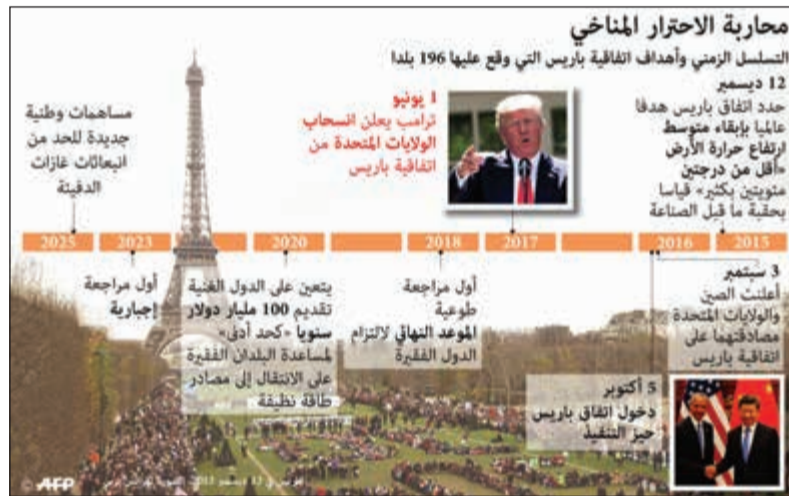 محاربة الاحترار المناخي
التسلسل الزمني وأهداف اتفاقية باريس التي وقع عليها 196 بلدا
12 ديسمبر
حدد اتفاق باريس هدفا
عالميا بإبقاء متوسط
ارتفاع حرارة الأرض
«أقل من درجتين
مئويتين بكثير» قياسا
بحقبة ما قبل الصناعة
1 يونيو
ترامب يعلن انسحاب
الولايات المتحدة من
اتفاقية باريس
مساهمات وطنية
جديدة للحد من
انبعاثات غازات
الدفيئة
2015
2016
2017
2018
2020
2023
2025
3 سبتمبر
أعلنت الصين
والولايات المتحدة
مصادقتهما على
اتفاقية باريس
5 أكتوبر
دخول اتفاق باريس
حيز التنفيذ
أول مراجعة
طوعية
الموعد النهائي لالتزام
الدول الفقيرة
يتعين على الدول الغنية
تقديم 100 مليار دولار
سنويا «كحد أدنى»
لمساعدة البلدان الفقيرة
على الانتقال إلى مصادر
طاقة نظيفة
أول مراجعة
إجبارية
© AFP